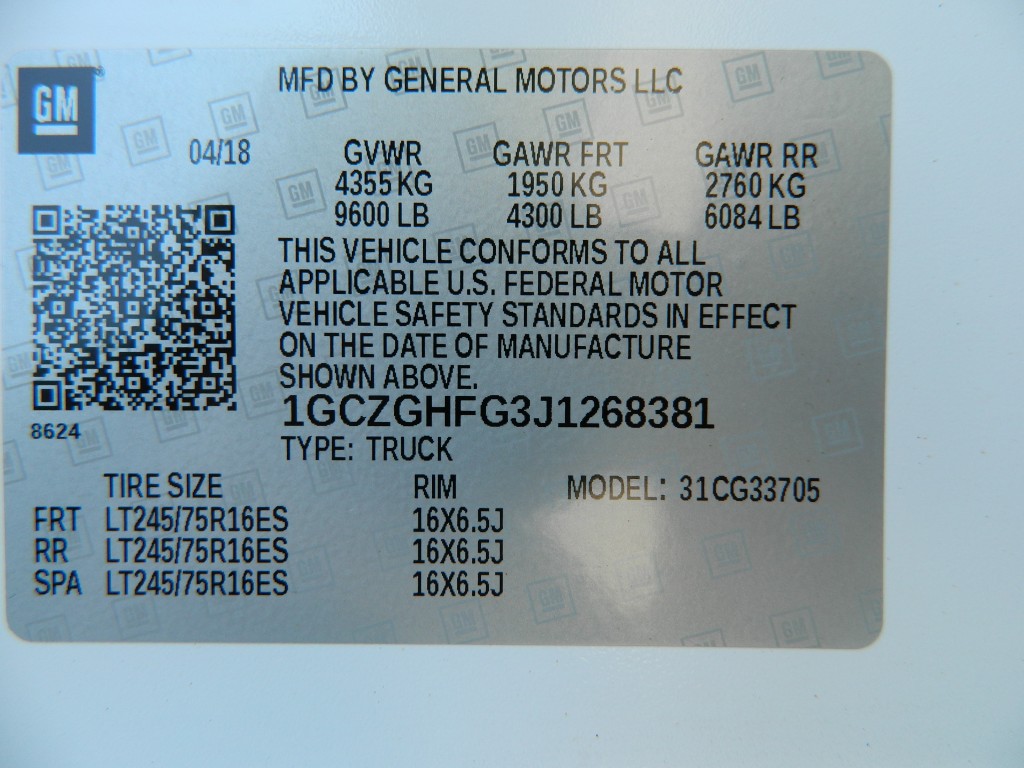 GM
MFD BY GENERAL MOTORS LLC
04/18 GVWR GAWR FRT GAWR RR
4355 KG 1950 KG 2760 KG
9600 LB 4300 LB 6084 LB
THIS VEHICLE CONFORMS TO ALL
APPLICABLE U.S. FEDERAL MOTOR
VEHICLE SAFETY STANDARDS IN EFFECT
ON THE DATE OF MANUFACTURE
SHOWN ABOVE.
1GCZGHFG3J1268381
8624
TYPE: TRUCK
TIRE SIZE RIM MODEL: 31CG33705
FRT LT245/75R16ES 16X6.5J
RR LT245/75R16ES 16X6.5J
SPA LT245/75R16ES 16X6.5J